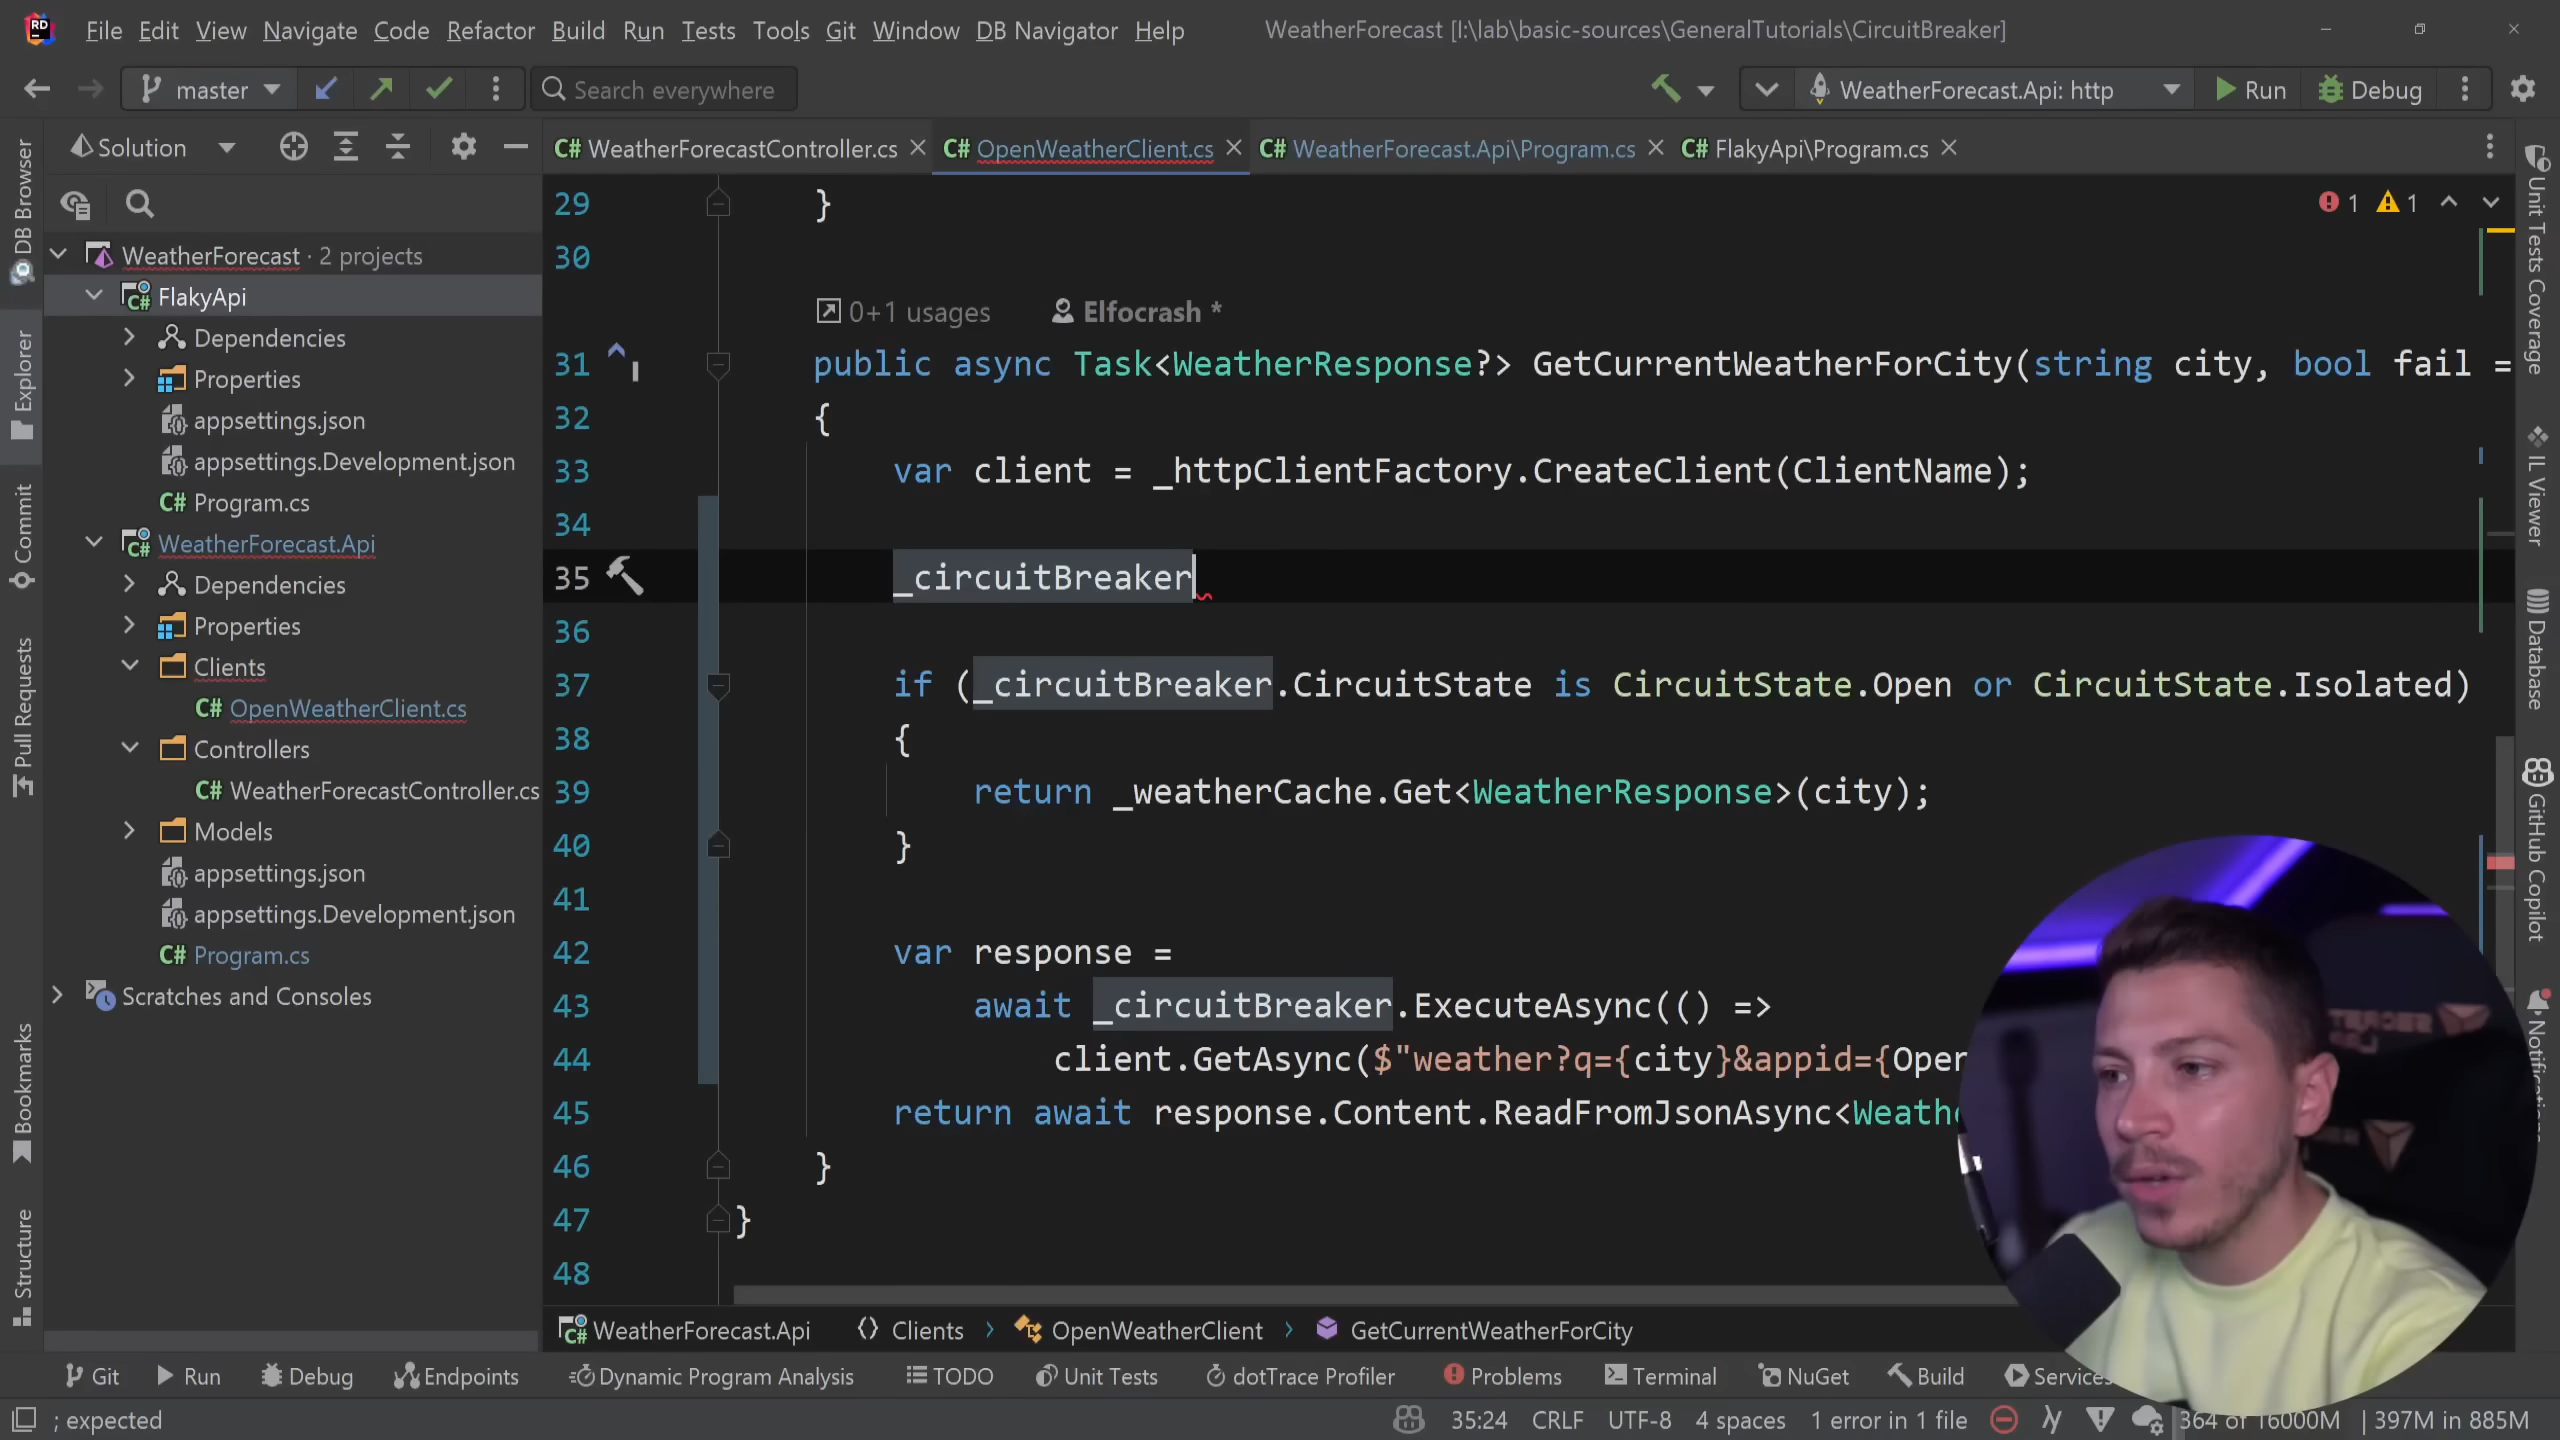 File Edit View Navigate Code Refactor Build Run Tests Tools Git Window DB Navigator Help WeatherForecast [I:\lab\basic-sources\GeneralTutorials\CircuitBreaker]
master Search everywhere WeatherForecast.Api: http Run Debug
Solution
C# WeatherForecastController.cs C# OpenWeatherClient.cs C# WeatherForecast.Api\Program.cs C# FlakyApi\Program.cs
DB Browser
Explorer
Commit
Pull Requests
Bookmarks
Structure
WeatherForecast · 2 projects
C# FlakyApi
Dependencies
Properties
appsettings.json
appsettings.Development.json
C# Program.cs
C# WeatherForecast.Api
Dependencies
Properties
Clients
C# OpenWeatherClient.cs
Controllers
C# WeatherForecastController.cs
Models
appsettings.json
appsettings.Development.json
C# Program.cs
Scratches and Consoles
1 1
29 }
30
0+1 usages Elfocrash *
31 public async Task<WeatherResponse?> GetCurrentWeatherForCity(string city, bool fail =
32 {
33 var client = _httpClientFactory.CreateClient(ClientName);
34
35 _circuitBreaker
36
37 if (_circuitBreaker.CircuitState is CircuitState.Open or CircuitState.Isolated)
38 {
39 return _weatherCache.Get<WeatherResponse>(city);
40 }
41
42 var response =
43 await _circuitBreaker.ExecuteAsync(() =>
44 client.GetAsync($"weather?q={city}&appid={Open
45 return await response.Content.ReadFromJsonAsync<Weathe
46 }
47 }
48
Unit Tests Coverage
IL Viewer
Database
GitHub Copilot
Notifications
WeatherForecast.Api Clients OpenWeatherClient GetCurrentWeatherForCity
Git Run Debug Endpoints Dynamic Program Analysis TODO Unit Tests dotTrace Profiler Problems Terminal NuGet Build Services
; expected 35:24 CRLF UTF-8 4 spaces 1 error in 1 file 364 of 16000M 397M in 885M